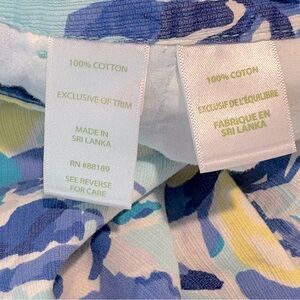 100% COTTON
EXCLUSIVE OF TRIM
MADE IN
SRI LANKA
RN #88189
SEE REVERSE
FOR CARE
100% COTON
EXCLUSIF DE L'ÉQUILIBRE
FABRIQUE EN
SRI LANKA